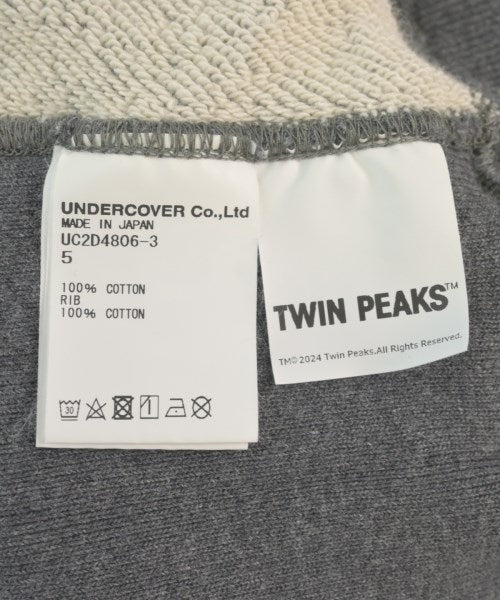 UNDERCOVER Co.,Ltd
MADE IN JAPAN
UC2D4806-3
5
100% COTTON
RIB
100% COTTON
30
TWIN PEAKS™
TM© 2024 Twin Peaks.All Rights Reserved.